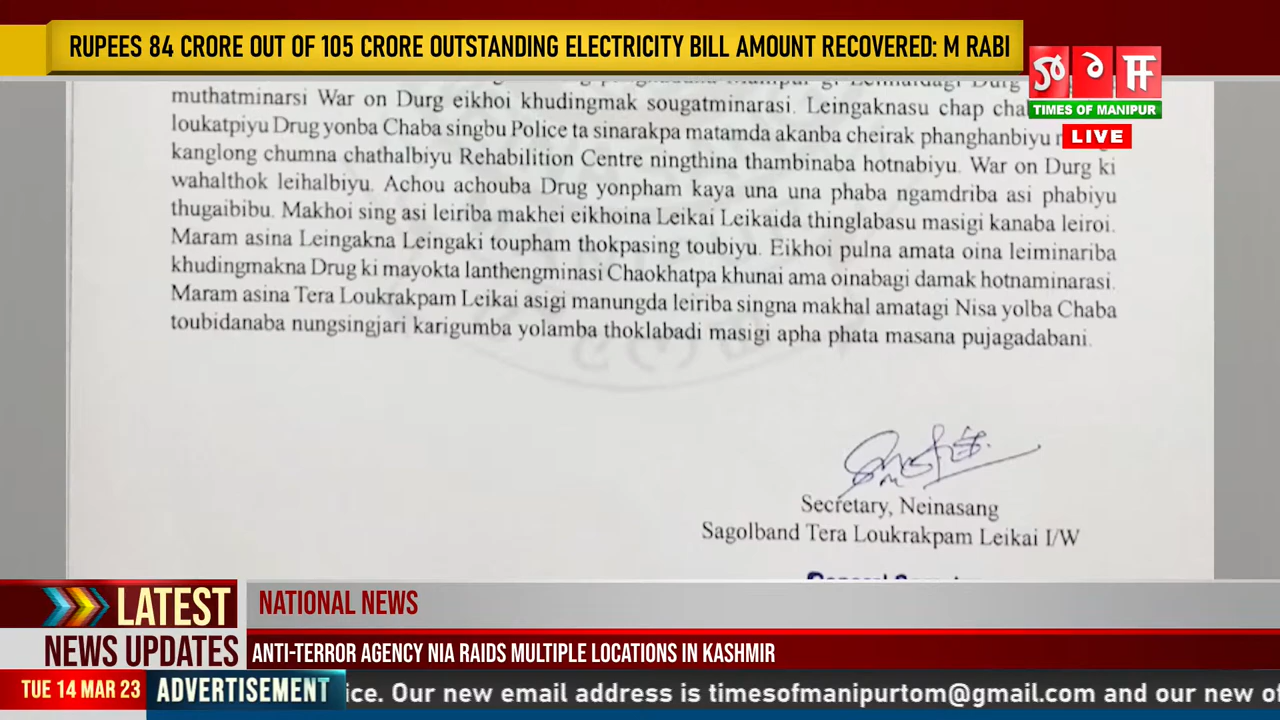 RUPEES 84 CRORE OUT OF 105 CRORE OUTSTANDING ELECTRICITY BILL AMOUNT RECOVERED: M RABI
TIMES OF MANIPUR
LIVE
muthatminarsi War on Durg eikhoi khudingmak sougatminarasi. Leingaknasu chap
loukatpiyu Drug yonba Chaba singbu Police ta sinarakpa matamda akanba cheirak phanghanbiyu
kanglong chumna chathalbiyu Rehabilition Centre ningthina thambinaba hotnabiyu. War on Durg ki
wahalthok leihalbiyu. Achou achouba Drug yonpham kaya una una phaba ngamdriba asi phabiyu
thugaibibu. Makhoi sing asi leiriba makhei eikhoina Leikai Leikaida thinglabasu masigi kanaba leiroi.
Maram asina Leingakna Leingaki toupham thokpasing toubiyu. Eikhoi pulna amata oina leiminariba
khudingmakna Drug ki mayokta lanthengminasi Chaokhatpa khunai ama oinabagi damak hotnaminarasi.
Maram asina Tera Loukrakpam Leikai asigi manungda leiriba singna makhal amatagi Nisa yolba Chaba
toubidanaba nungsingjari karigumba yolamba thoklabadi masigi apha phata masana pujagadabani.
Secretary, Neinasang
Sagolband Tera Loukrakpam Leikai I/W
LATEST
NEWS UPDATES
NATIONAL NEWS
ANTI-TERROR AGENCY NIA RAIDS MULTIPLE LOCATIONS IN KASHMIR
TUE 14 MAR 23
ADVERTISEMENT
ice. Our new email address is timesofmanipurtom@gmail.com and our new of